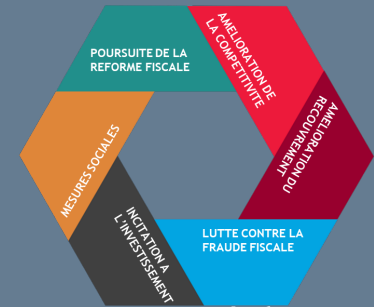 POURSUITE DE LA
REFORME FISCALE
AMELIORATION DE
LA COMPETITIVITE
AMELIORATION DU
RECOUVREMENT
LUTTE CONTRE LA
FRAUDE FISCALE
INCITATION A
L'INVESTISSEMENT
MESURES SOCIALES